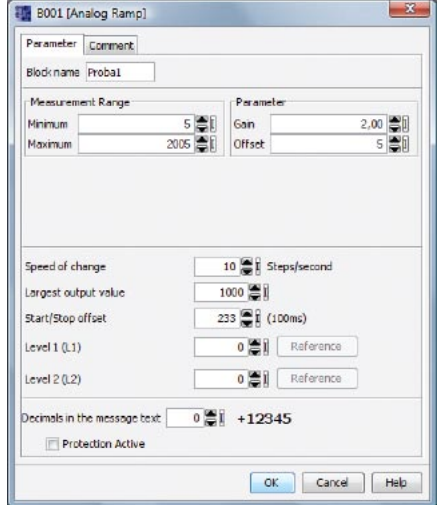 B001 [Analog Ramp]
Parameter Comment
Block name Proba1
Measurement Range Parameter
Minimum 5 Gain 2,00
Maximum 2005 Offset 5
Speed of change 10 Steps/second
Largest output value 1000
Start/Stop offset 233 (100ms)
Level 1 (L1) 0 Reference
Level 2 (L2) 0 Reference
Decimals in the message text 0 +12345
Protection Active
OK Cancel Help